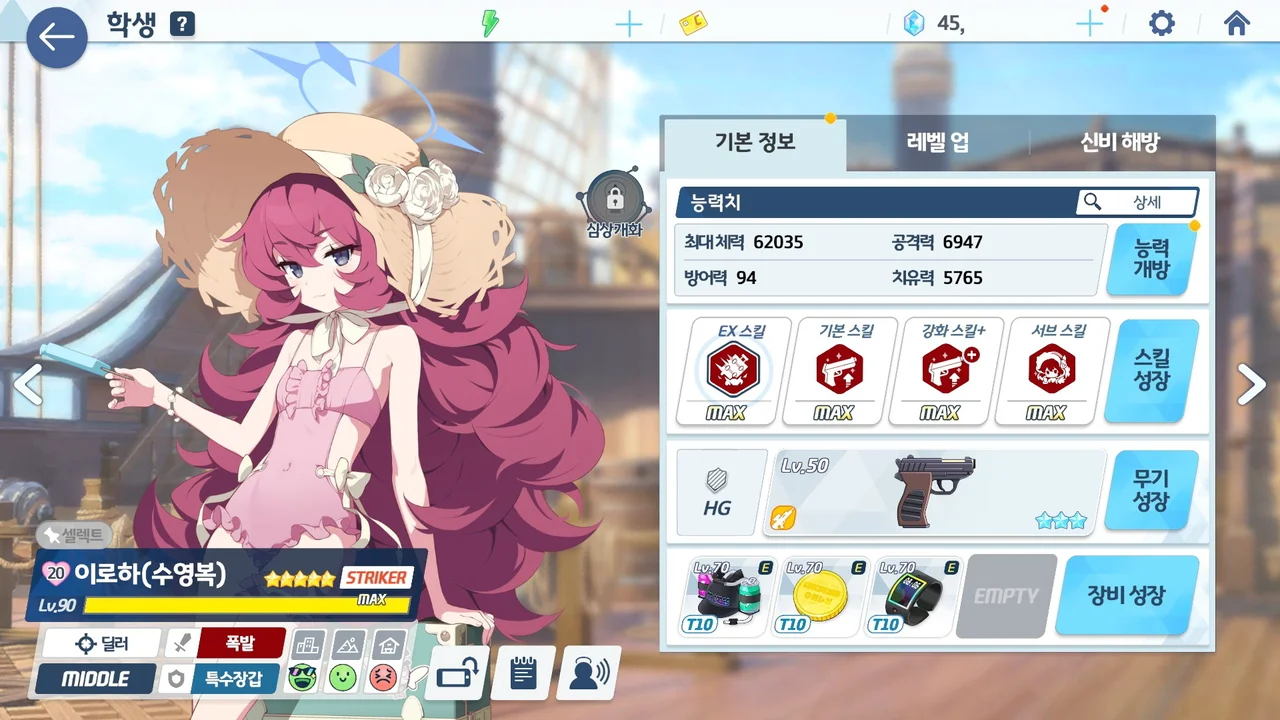 학생 ?
45,
심상개화
기본 정보 레벨 업 신비 해방
능력치 상세
최대 체력 62035 공격력 6947
방어력 94 치유력 5765
능력
개방
EX 스킬 기본 스킬 강화 스킬+ 서브 스킬
MAX MAX MAX MAX
스킬
성장
HG
Lv,50
무기
성장
Lv,70 E Lv,70 E Lv,70 E
T10 T10 T10
EMPTY
장비 성장
셀렉트
20 이로하(수영복) STRIKER
Lv,90 MAX
딜러 폭발
MIDDLE 특수장갑